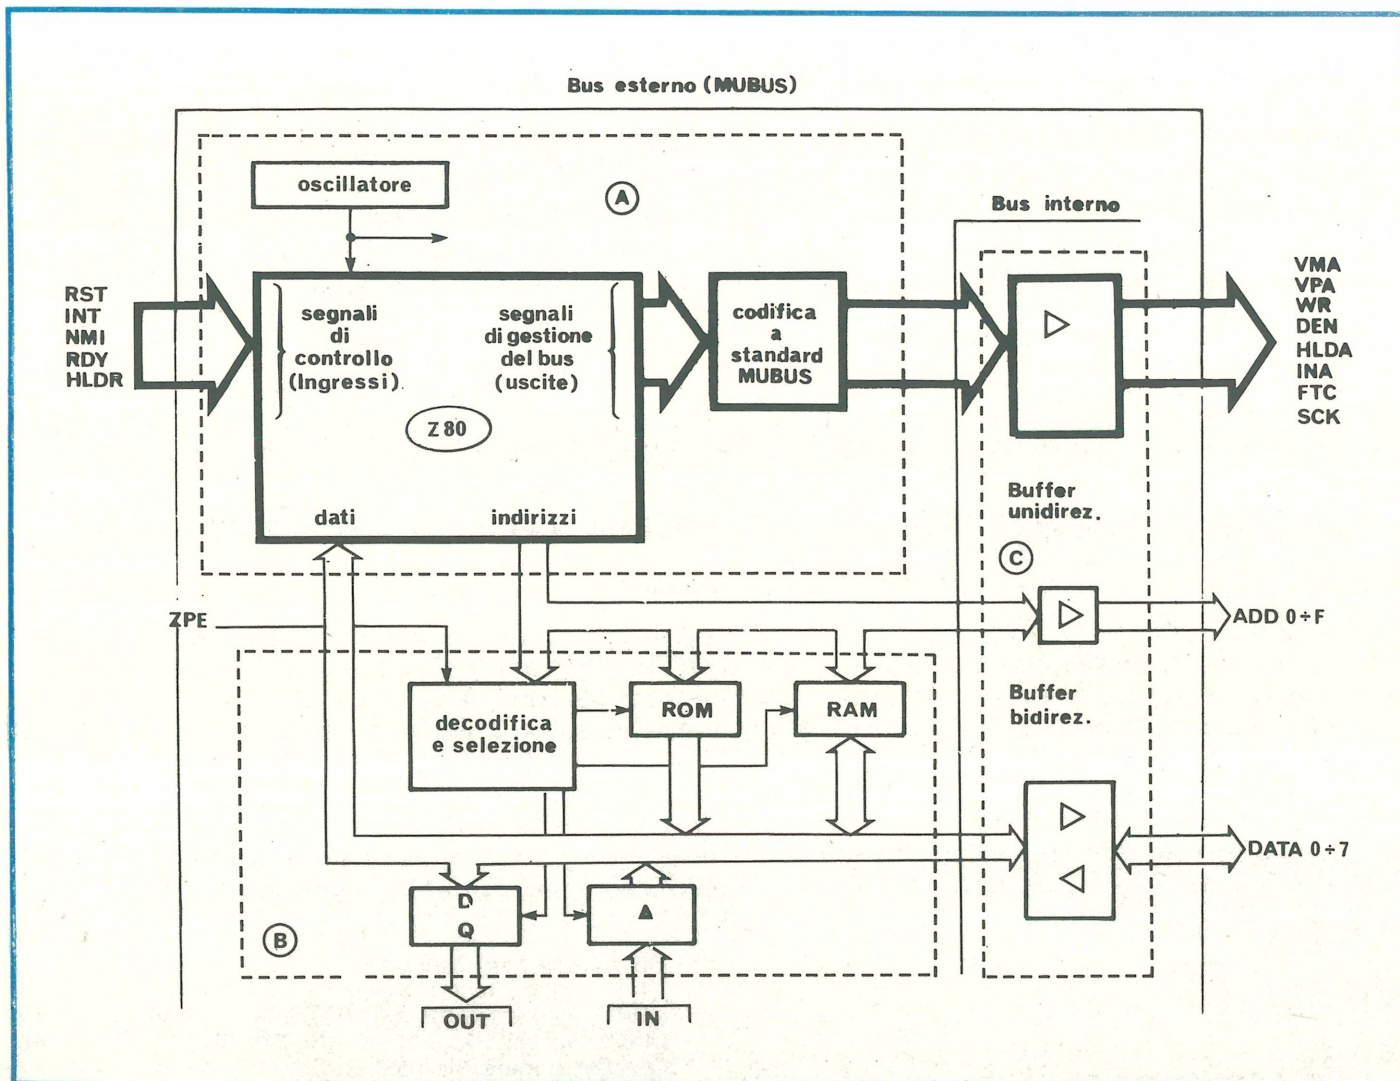 Bus esterno (MUBUS)
oscillatore
A
Bus interno
RST
INT
NMI
RDY
HLDR
segnali
di
controllo
(Ingressi)
segnali
di gestione
del bus
(uscite)
Z 80
dati
indirizzi
codifica
a
standard
MUBUS
VMA
VPA
WR
DEN
HLDA
INA
FTC
SCK
Buffer
unidirez.
C
ZPE
ADD 0÷F
decodifica
e selezione
ROM
RAM
Buffer
bidirez.
DATA 0÷7
D
Q
B
OUT
IN